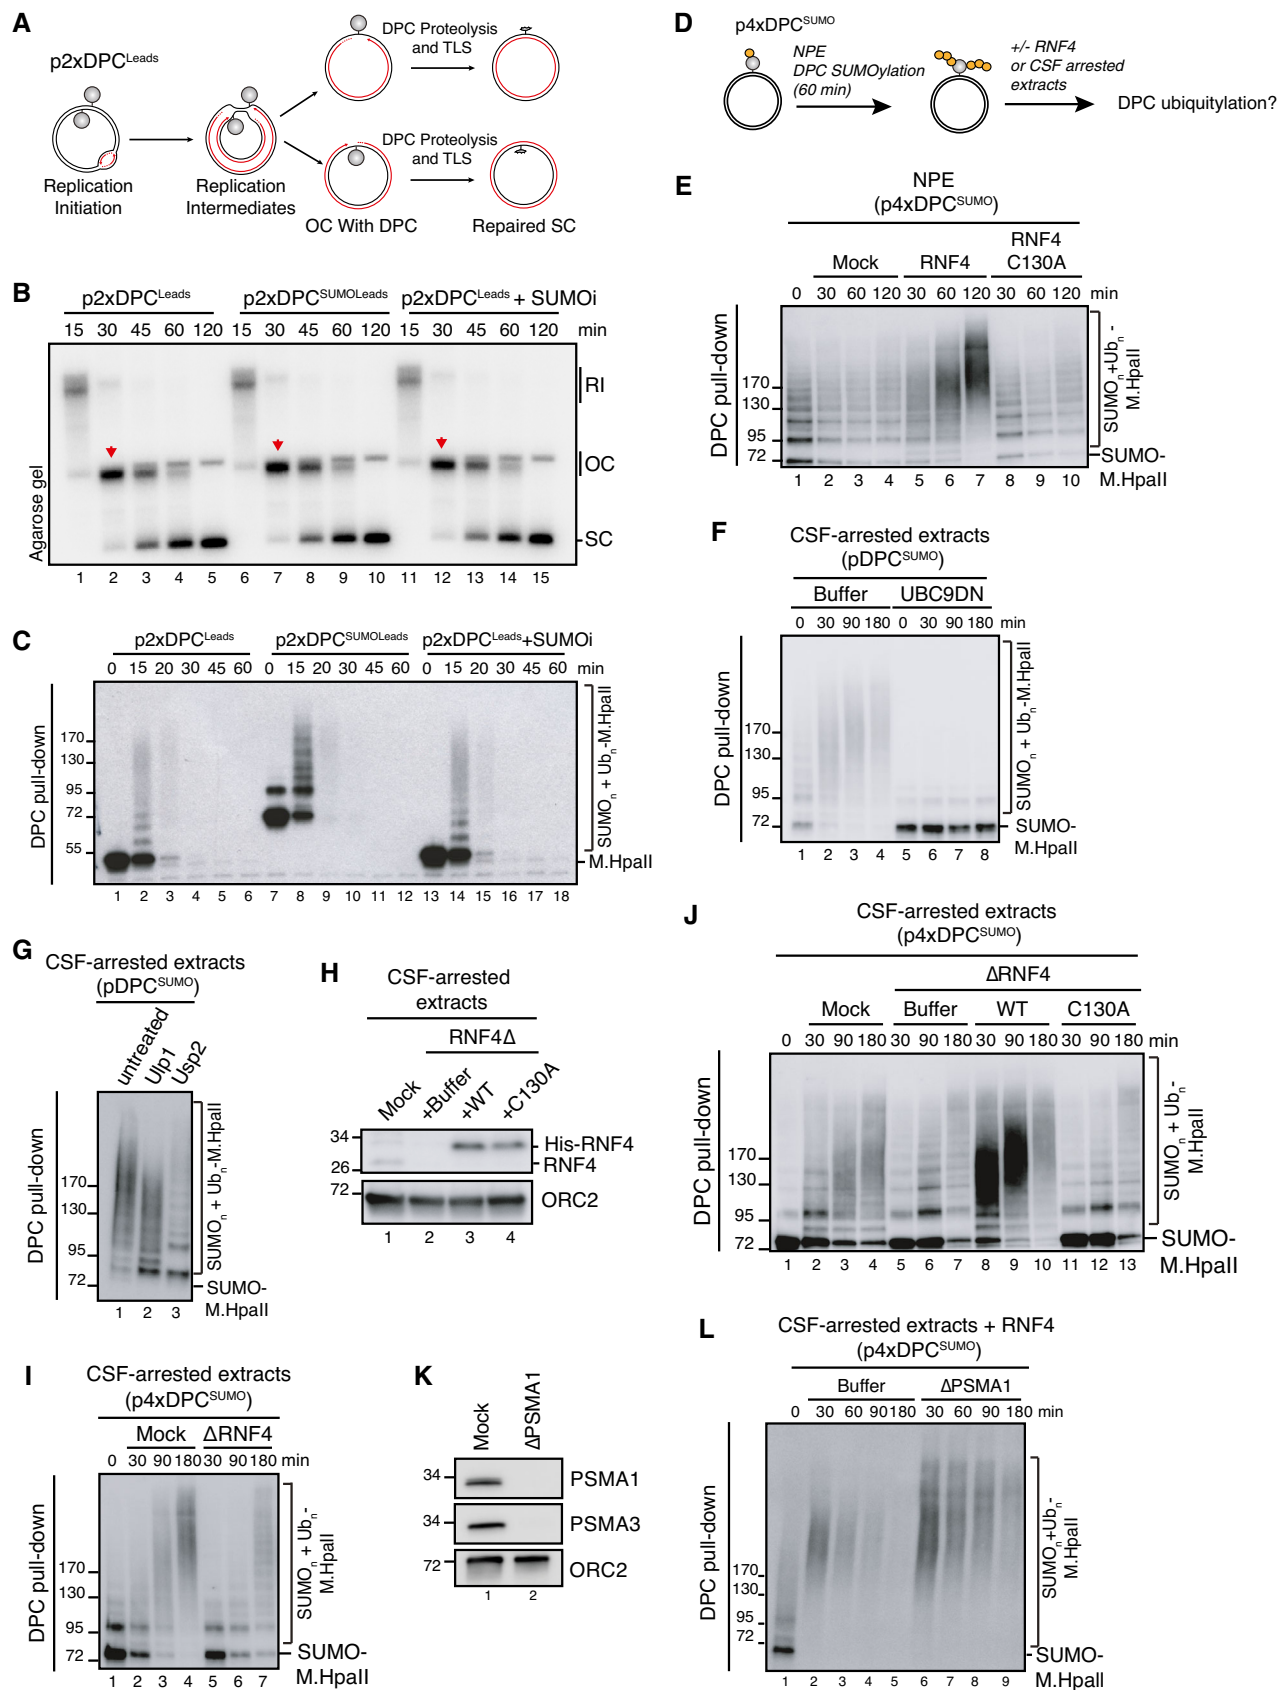 A
p2xDPC^Leads
Replication
Initiation
Replication
Intermediates
DPC Proteolysis
and TLS
DPC Proteolysis
and TLS
OC With DPC
Repaired SC
B
p2xDPC^Leads p2xDPC^SUMOLeads p2xDPC^Leads + SUMOi
15 30 45 60 120 15 30 45 60 120 15 30 45 60 120 min
Agarose gel
RI
OC
SC
1 2 3 4 5 6 7 8 9 10 11 12 13 14 15
C
p2xDPC^Leads p2xDPC^SUMOLeads p2xDPC^Leads+SUMOi
0 15 20 30 45 60 0 15 20 30 45 60 0 15 20 30 45 60 min
DPC pull-down
170
130
95
72
55
SUMO_n + Ub_n-M.HpaII
M.HpaII
1 2 3 4 5 6 7 8 9 10 11 12 13 14 15 16 17 18
D
p4xDPC^SUMO
NPE
DPC SUMOylation
(60 min)
+/- RNF4
or CSF arrested
extracts
DPC ubiquitylation?
E
NPE
(p4xDPC^SUMO)
Mock RNF4 RNF4 C130A
0 30 60 120 30 60 120 30 60 120 min
DPC pull-down
170
130
95
72
SUMO_n+Ub_n-
M.HpaII
SUMO-
M.HpaII
1 2 3 4 5 6 7 8 9 10
F
CSF-arrested extracts
(pDPC^SUMO)
Buffer UBC9DN
0 30 90 180 0 30 90 180 min
DPC pull-down
170
130
95
72
SUMO_n + Ub_n-M.HpaII
SUMO-
M.HpaII
1 2 3 4 5 6 7 8
G
CSF-arrested extracts
(pDPC^SUMO)
untreated
Ulp1
Usp2
DPC pull-down
170
95
72
SUMO_n + Ub_n-M.HpaII
SUMO-
M.HpaII
1 2 3
H
CSF-arrested
extracts
RNF4Δ
Mock
+Buffer
+WT
+C130A
34
26
His-RNF4
RNF4
72
ORC2
1 2 3 4
I
CSF-arrested extracts
(p4xDPC^SUMO)
Mock ΔRNF4
0 30 90 180 30 90 180 min
DPC pull-down
170
130
95
72
SUMO_n + Ub_n-
M.HpaII
SUMO-
M.HpaII
1 2 3 4 5 6 7
J
CSF-arrested extracts
(p4xDPC^SUMO)
ΔRNF4
Mock Buffer WT C130A
0 30 90 180 30 90 180 30 90 180 30 90 180 min
DPC pull-down
170
130
95
72
SUMO_n + Ub_n-
M.HpaII
SUMO-
M.HpaII
1 2 3 4 5 6 7 8 9 10 11 12 13
K
Mock
ΔPSMA1
34
PSMA1
34
PSMA3
72
ORC2
1 2
L
CSF-arrested extracts + RNF4
(p4xDPC^SUMO)
Buffer ΔPSMA1
0 30 60 90 180 30 60 90 180 min
DPC pull-down
170
130
95
72
SUMO_n+Ub_n-
M.HpaII
SUMO-
M.HpaII
1 2 3 4 5 6 7 8 9